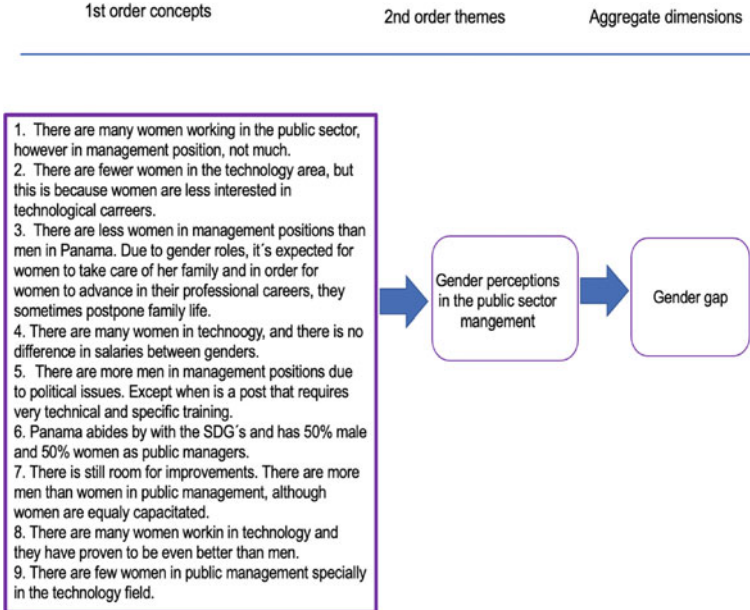 1st order concepts
2nd order themes
Aggregate dimensions
1. There are many women working in the public sector,
however in management position, not much.
2. There are fewer women in the technology area, but
this is because women are less interested in
technological carreers.
3. There are less women in management positions than
men in Panama. Due to gender roles, it´s expected for
women to take care of her family and in order for
women to advance in their professional careers, they
sometimes postpone family life.
4. There are many women in technoogy, and there is no
difference in salaries between genders.
5. There are more men in management positions due
to political issues. Except when is a post that requires
very technical and specific training.
6. Panama abides by with the SDG´s and has 50% male
and 50% women as public managers.
7. There is still room for improvements. There are more
men than women in public management, although
women are equaly capacitated.
8. There are many women workin in technology and
they have proven to be even better than men.
9. There are few women in public management specially
in the technology field.
Gender perceptions
in the public sector
mangement
Gender gap